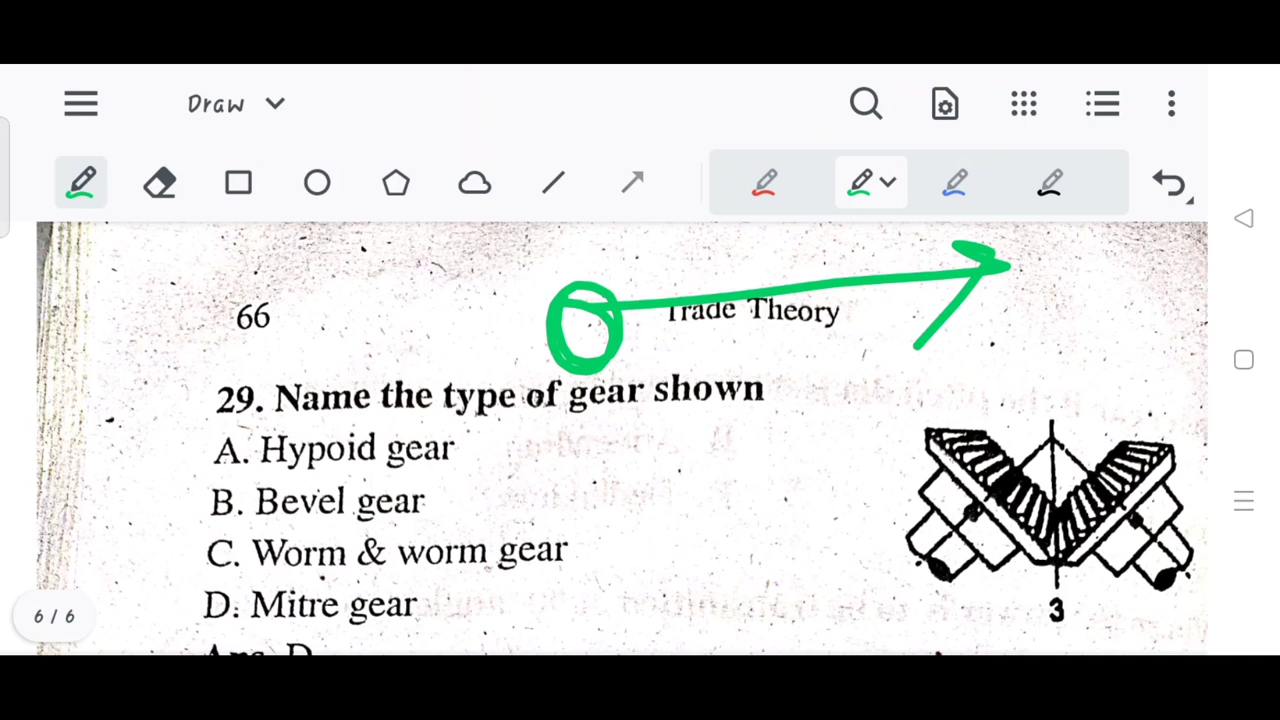 Draw
66
Trade Theory
29. Name the type of gear shown
A. Hypoid gear
B. Bevel gear
C. Worm & worm gear
D. Mitre gear
3
Ans. D
6 / 6